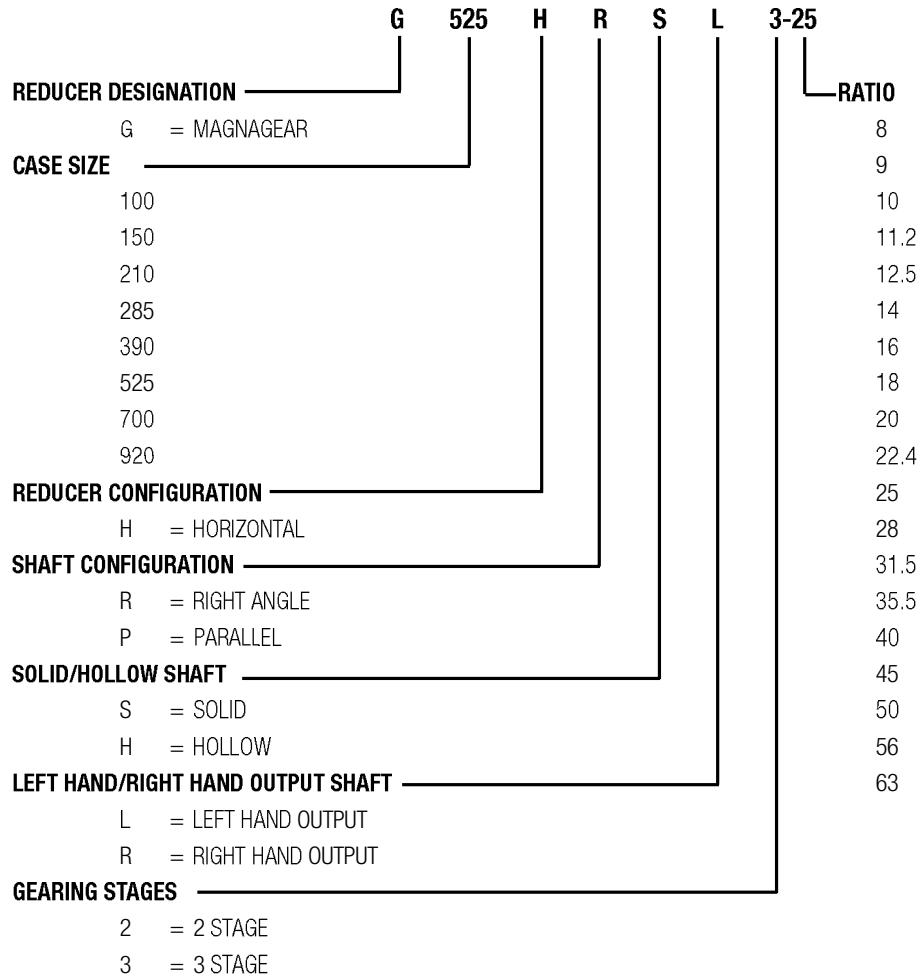 G 525 H R S L 3-25
REDUCER DESIGNATION
RATIO
G = MAGNAGEAR
8
CASE SIZE
9
100
10
150
11.2
210
12.5
285
14
390
16
525
18
700
20
920
22.4
REDUCER CONFIGURATION
25
H = HORIZONTAL
28
SHAFT CONFIGURATION
31.5
R = RIGHT ANGLE
35.5
P = PARALLEL
40
SOLID/HOLLOW SHAFT
45
S = SOLID
50
H = HOLLOW
56
LEFT HAND/RIGHT HAND OUTPUT SHAFT
63
L = LEFT HAND OUTPUT
R = RIGHT HAND OUTPUT
GEARING STAGES
2 = 2 STAGE
3 = 3 STAGE